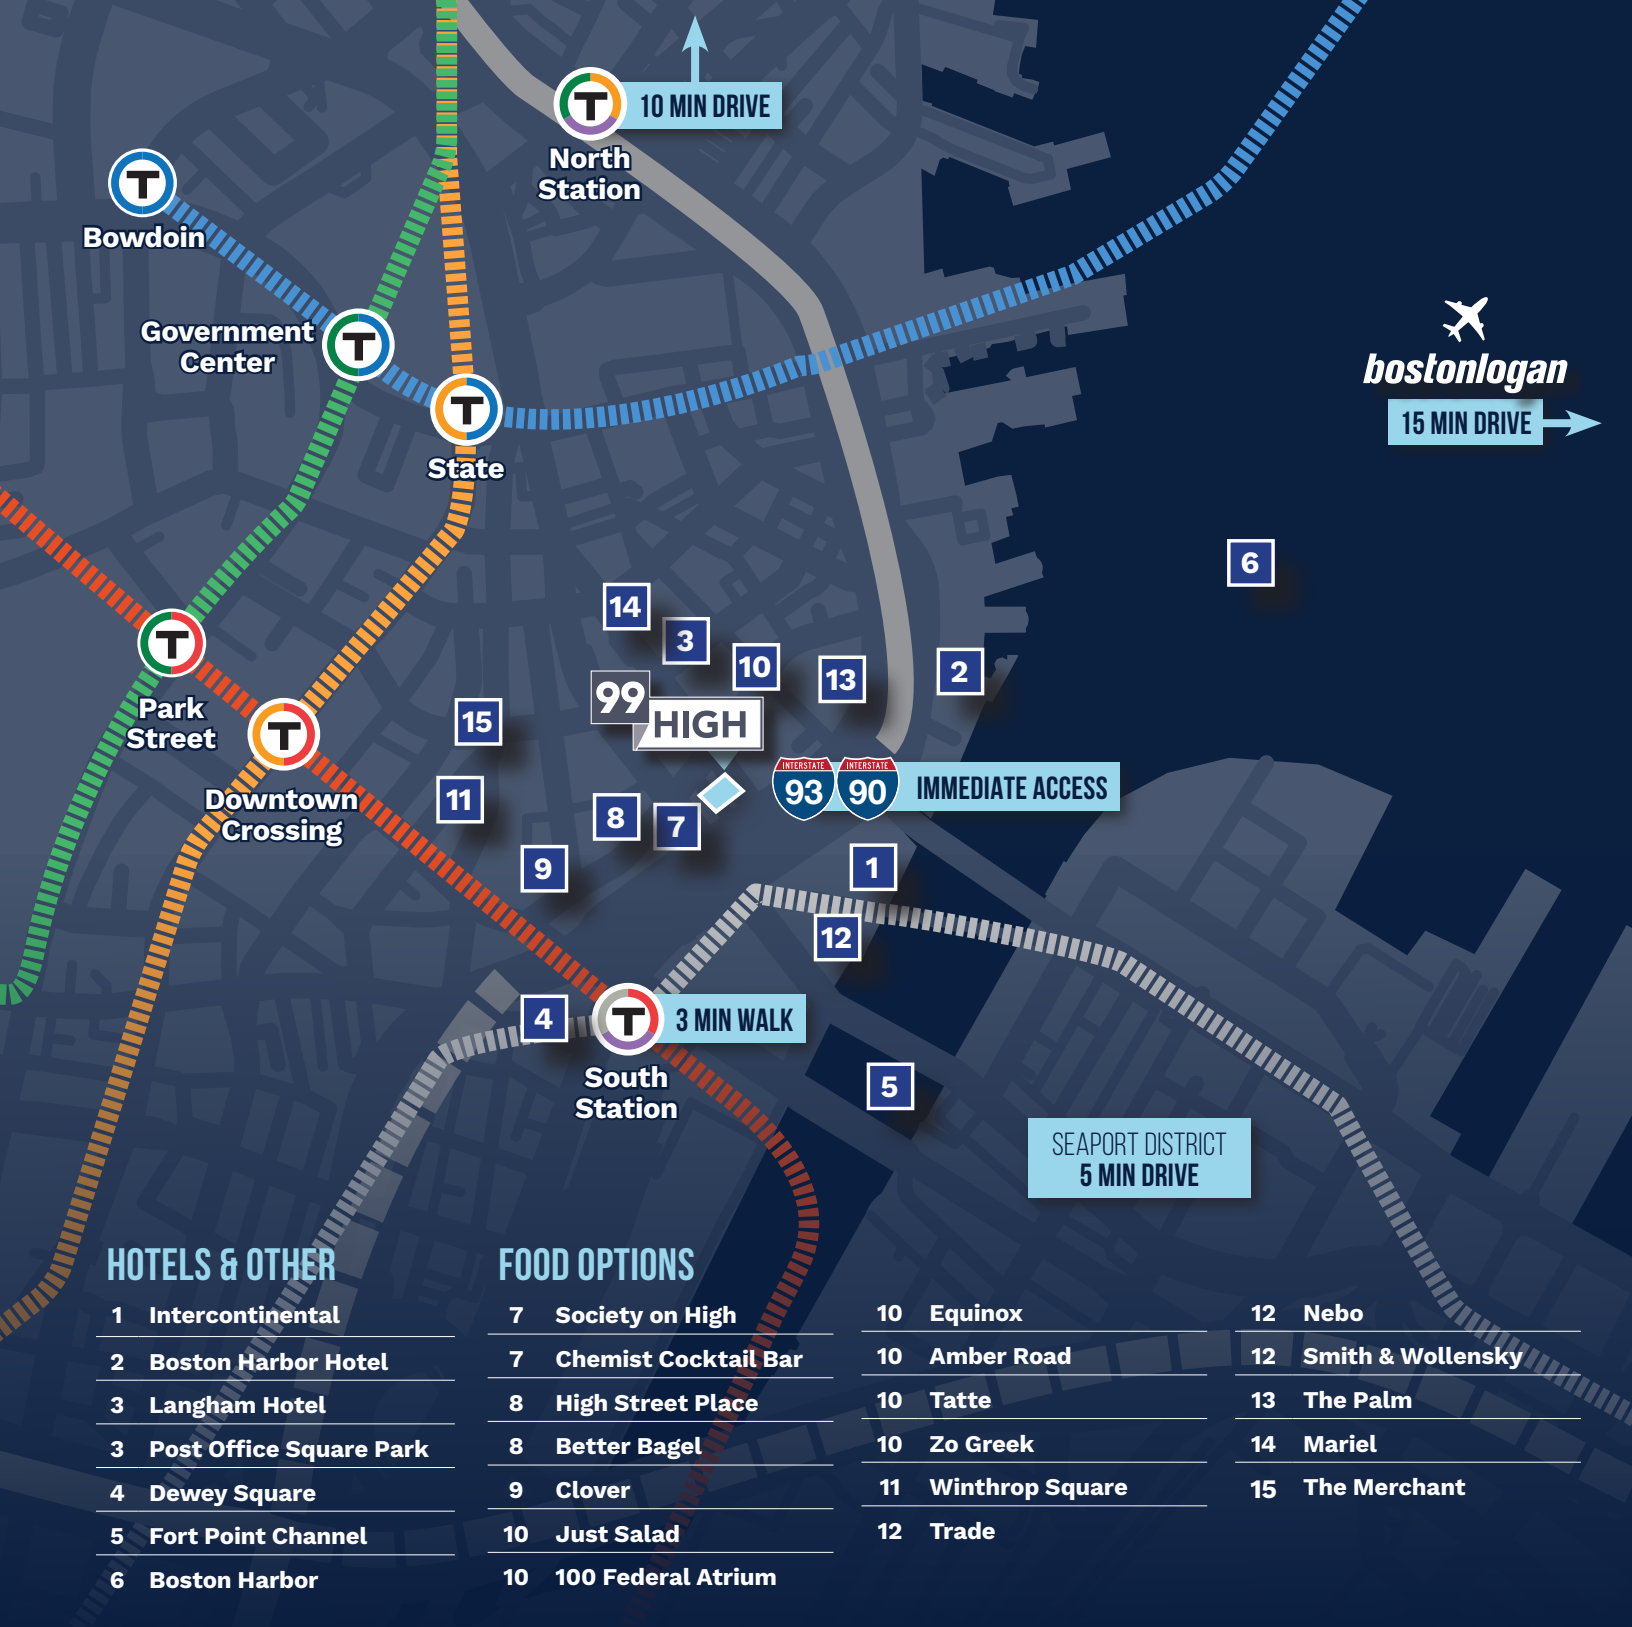 T
10 MIN DRIVE
North
Station
T
Bowdoin
Government
Center
T
bostonlogan
15 MIN DRIVE
T
State
6
14
3
10
13
2
T
Park
Street
99
HIGH
15
T
Downtown
Crossing
INTERSTATE
93
INTERSTATE
90
IMMEDIATE ACCESS
11
8
7
9
1
12
4
T
3 MIN WALK
South
Station
5
SEAPORT DISTRICT
5 MIN DRIVE
HOTELS & OTHER
1 Intercontinental
2 Boston Harbor Hotel
3 Langham Hotel
3 Post Office Square Park
4 Dewey Square
5 Fort Point Channel
6 Boston Harbor
FOOD OPTIONS
7 Society on High
7 Chemist Cocktail Bar
8 High Street Place
8 Better Bagel
9 Clover
10 Just Salad
10 100 Federal Atrium
10 Equinox
10 Amber Road
10 Tatte
10 Zo Greek
11 Winthrop Square
12 Trade
12 Nebo
12 Smith & Wollensky
13 The Palm
14 Mariel
15 The Merchant